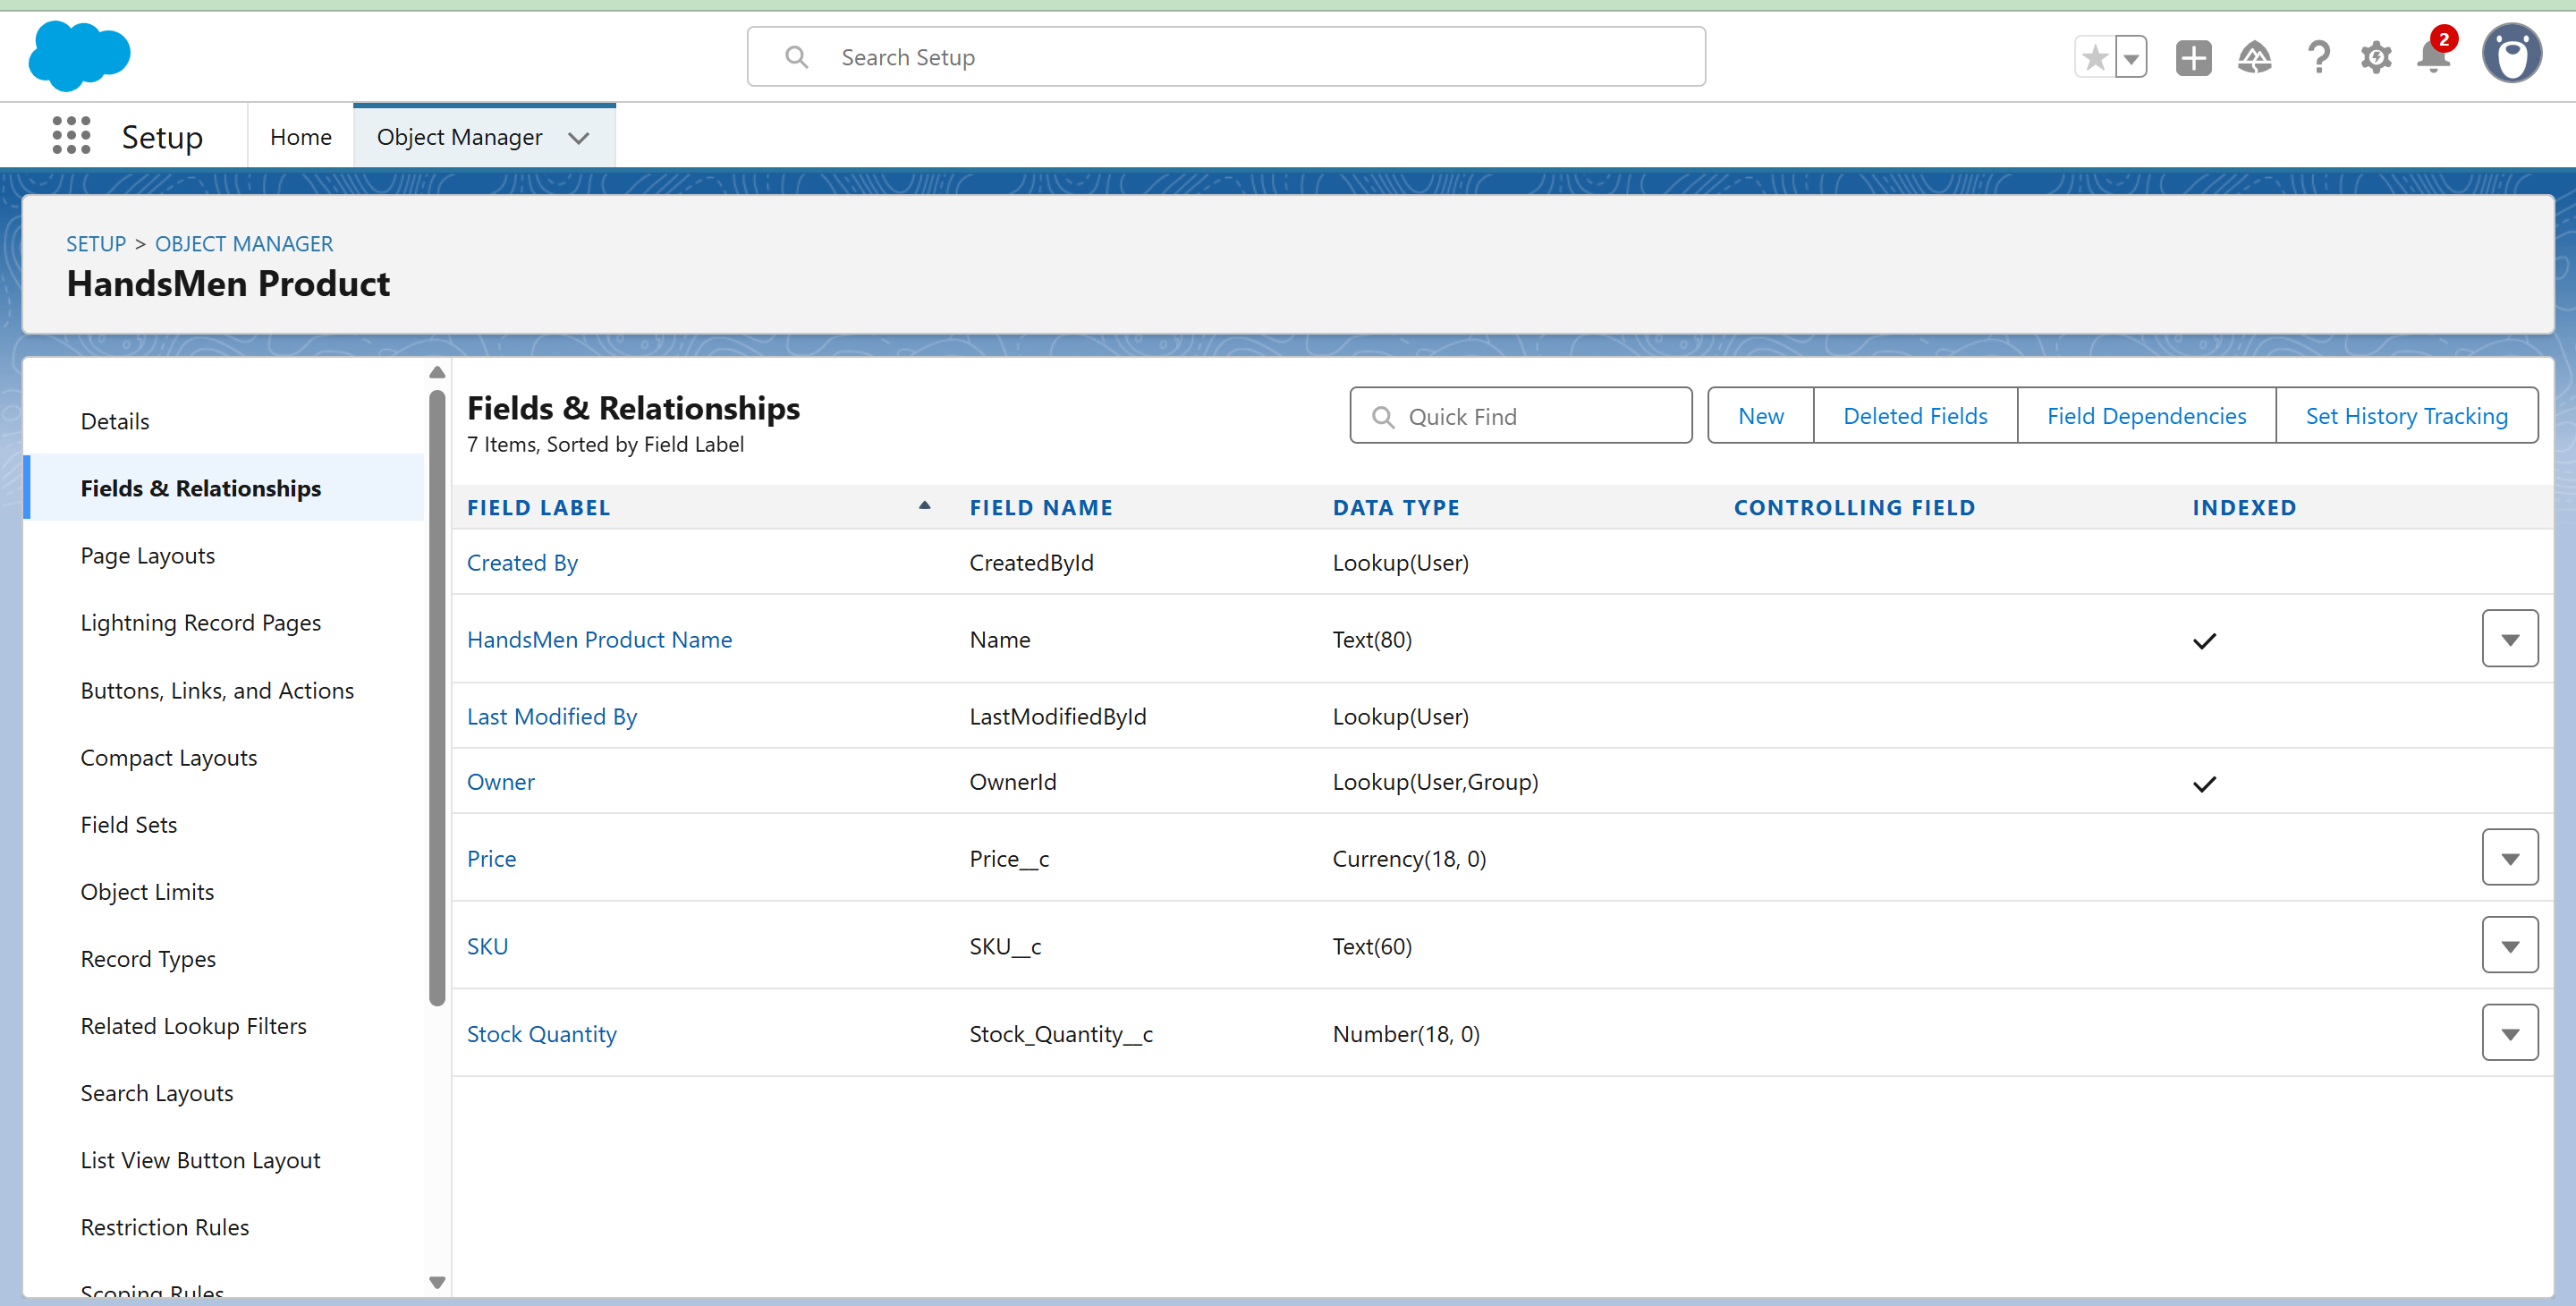 Search Setup
2
Setup
Home
Object Manager
SETUP > OBJECT MANAGER
HandsMen Product
Details
Fields & Relationships
Page Layouts
Lightning Record Pages
Buttons, Links, and Actions
Compact Layouts
Field Sets
Object Limits
Record Types
Related Lookup Filters
Search Layouts
List View Button Layout
Restriction Rules
Scoping Rules
Fields & Relationships
7 Items, Sorted by Field Label
Quick Find
New
Deleted Fields
Field Dependencies
Set History Tracking
FIELD LABEL FIELD NAME DATA TYPE CONTROLLING FIELD INDEXED
Created By CreatedById Lookup(User)
HandsMen Product Name Name Text(80)
Last Modified By LastModifiedById Lookup(User)
Owner OwnerId Lookup(User,Group)
Price Price__c Currency(18, 0)
SKU SKU__c Text(60)
Stock Quantity Stock_Quantity__c Number(18, 0)